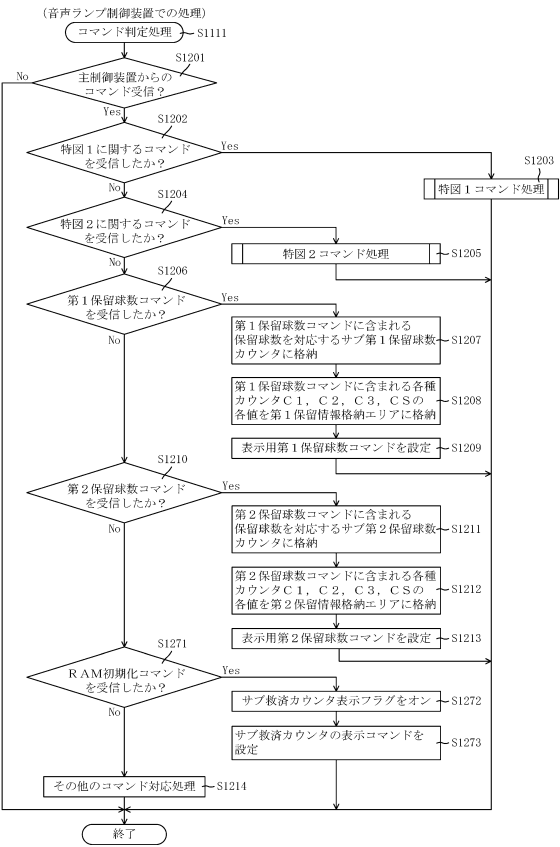 （音声ランプ制御装置での処理）
コマンド判定処理
S1111
S1201
主制御装置からの
コマンド受信？
No
Yes
S1202
特図１に関するコマンド
を受信したか？
Yes
No
S1203
特図１コマンド処理
S1204
特図２に関するコマンド
を受信したか？
Yes
No
特図２コマンド処理
S1205
S1206
第１保留球数コマンド
を受信したか？
Yes
No
第１保留球数コマンドに含まれる
保留球数を対応するサブ第１保留球数
カウンタに格納
S1207
第１保留球数コマンドに含まれる各種
カウンタＣ１，Ｃ２，Ｃ３，ＣＳの
各値を第１保留情報格納エリアに格納
S1208
表示用第１保留球数コマンドを設定
S1209
S1210
第２保留球数コマンド
を受信したか？
Yes
No
第２保留球数コマンドに含まれる
保留球数を対応するサブ第２保留球数
カウンタに格納
S1211
第２保留球数コマンドに含まれる各種
カウンタＣ１，Ｃ２，Ｃ３，ＣＳの
各値を第２保留情報格納エリアに格納
S1212
表示用第２保留球数コマンドを設定
S1213
S1271
ＲＡＭ初期化コマンド
を受信したか？
Yes
No
サブ救済カウンタ表示フラグをオン
S1272
サブ救済カウンタの表示コマンドを
設定
S1273
その他のコマンド対応処理
S1214
終了